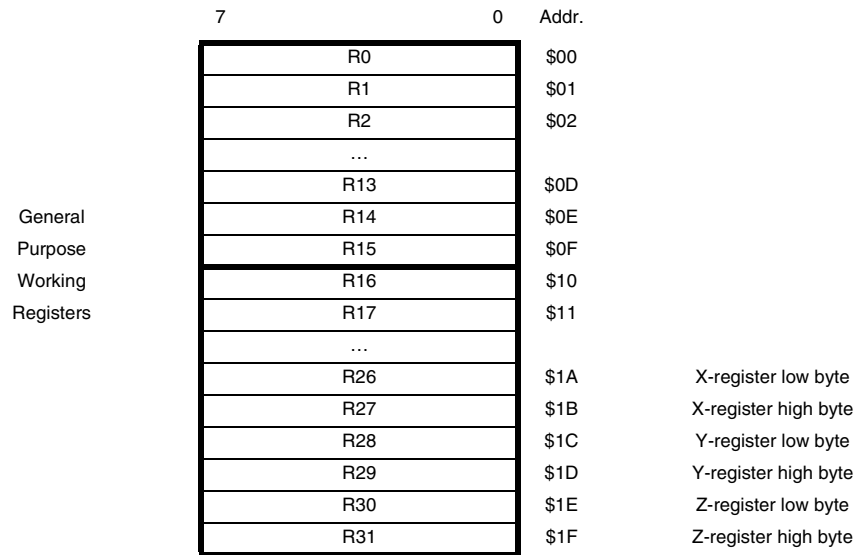 7 0 Addr.
R0 $00
R1 $01
R2 $02
…
R13 $0D
General R14 $0E
Purpose R15 $0F
Working R16 $10
Registers R17 $11
…
R26 $1A X-register low byte
R27 $1B X-register high byte
R28 $1C Y-register low byte
R29 $1D Y-register high byte
R30 $1E Z-register low byte
R31 $1F Z-register high byte